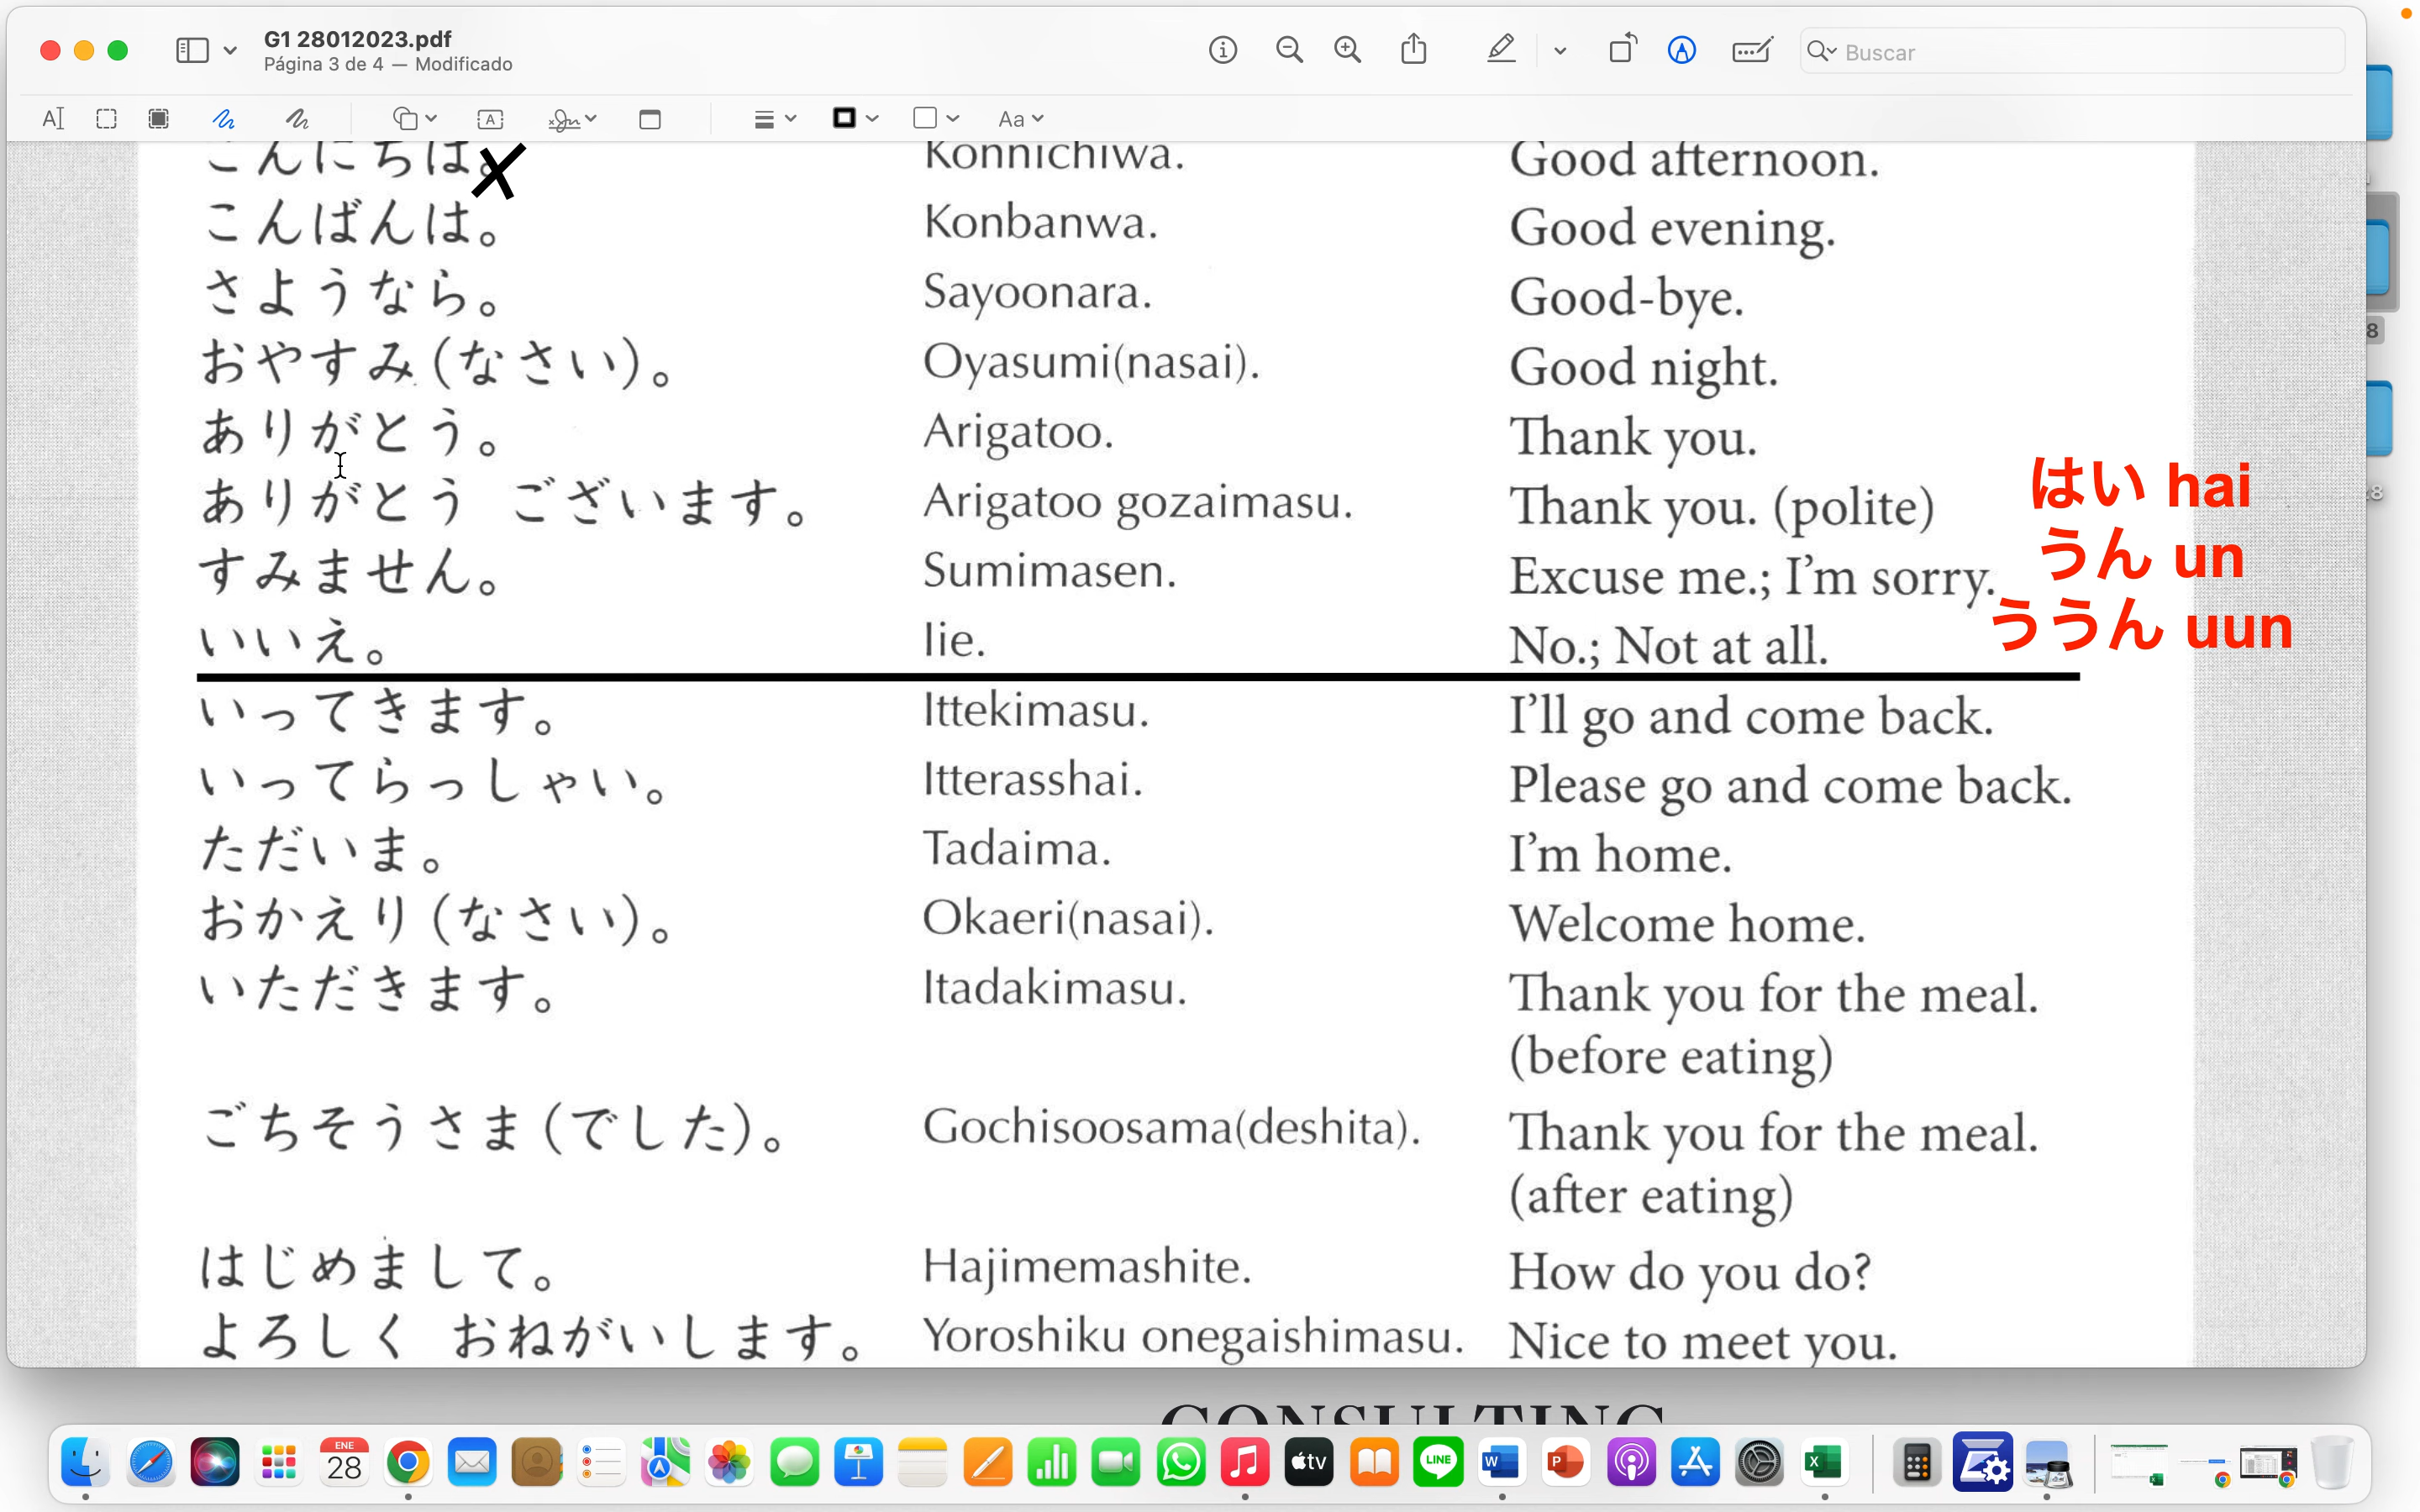 G1 28012023.pdf
Página 3 de 4 — Modificado
Buscar
Aa
こんにちは。 Konnichiwa. Good afternoon.
こんばんは。 Konbanwa. Good evening.
さようなら。 Sayoonara. Good-bye.
おやすみ(なさい)。 Oyasumi(nasai). Good night.
ありがとう。 Arigatoo. Thank you.
ありがとう ございます。 Arigatoo gozaimasu. Thank you. (polite)
すみません。 Sumimasen. Excuse me.; I'm sorry.
いいえ。 Iie. No.; Not at all.
はい hai
うん un
ううん uun
いってきます。 Ittekimasu. I'll go and come back.
いってらっしゃい。 Itterasshai. Please go and come back.
ただいま。 Tadaima. I'm home.
おかえり(なさい)。 Okaeri(nasai). Welcome home.
いただきます。 Itadakimasu. Thank you for the meal.
(before eating)
ごちそうさま(でした)。 Gochisoosama(deshita). Thank you for the meal.
(after eating)
はじめまして。 Hajimemashite. How do you do?
よろしく おねがいします。 Yoroshiku onegaishimasu. Nice to meet you.
CONSULTING
ENE
28
tv
LINE
W
P
X